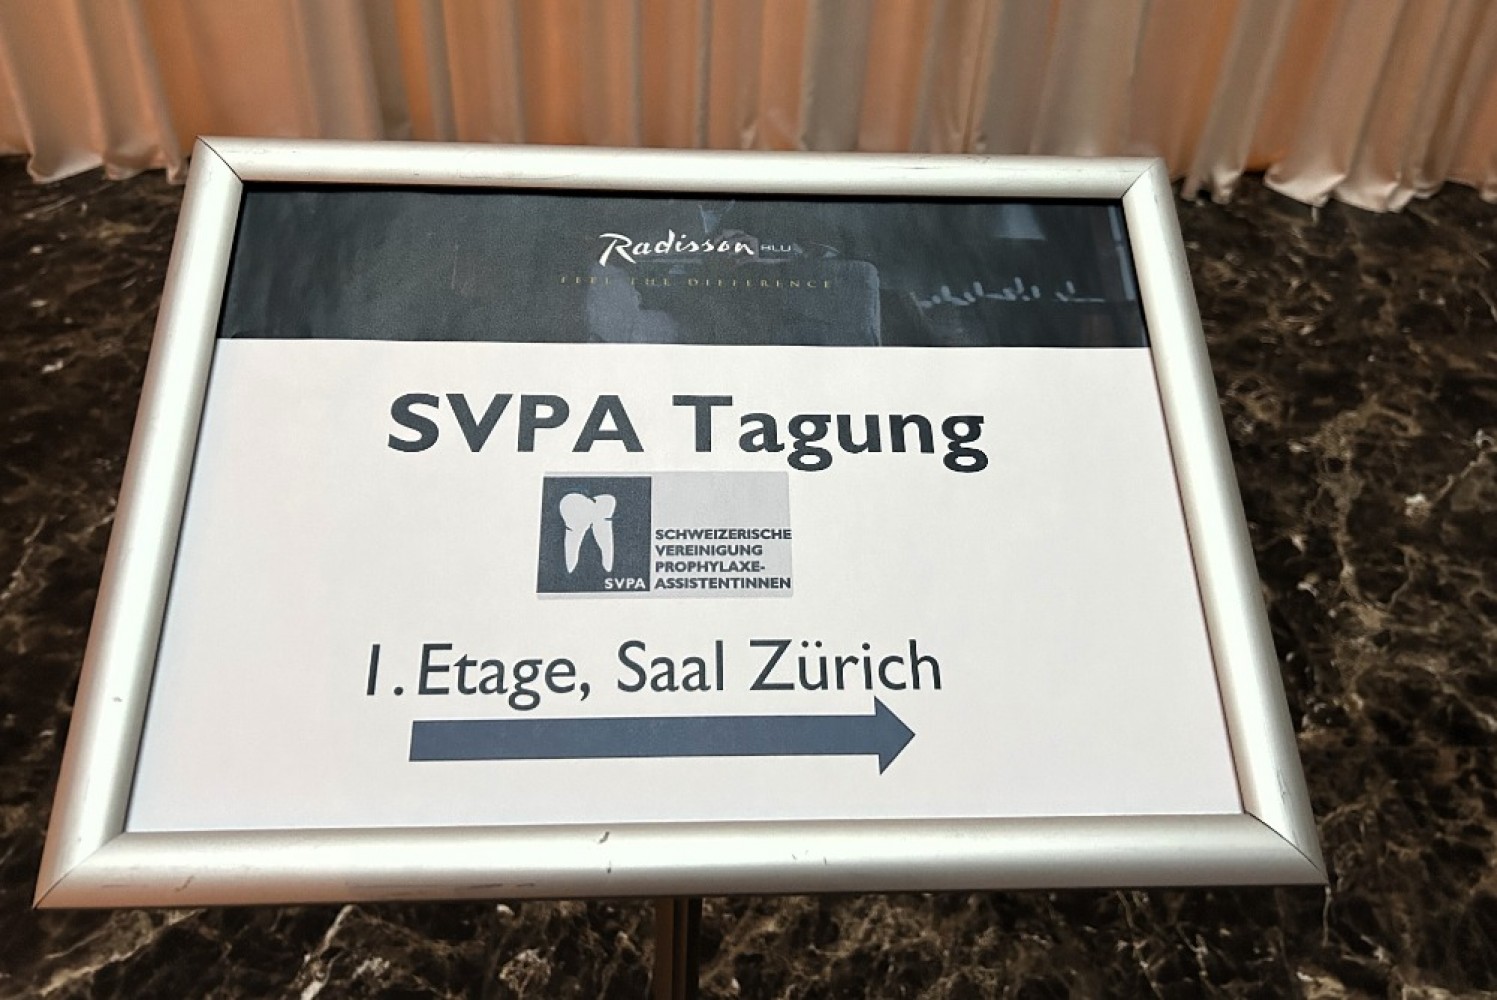 Radisson BLU
FEEL THE DIFFERENCE
SVPA Tagung
SCHWEIZERISCHE
VEREINIGUNG
PROPHYLAXE-
SVPA ASSISTENTINNEN
1. Etage, Saal Zürich